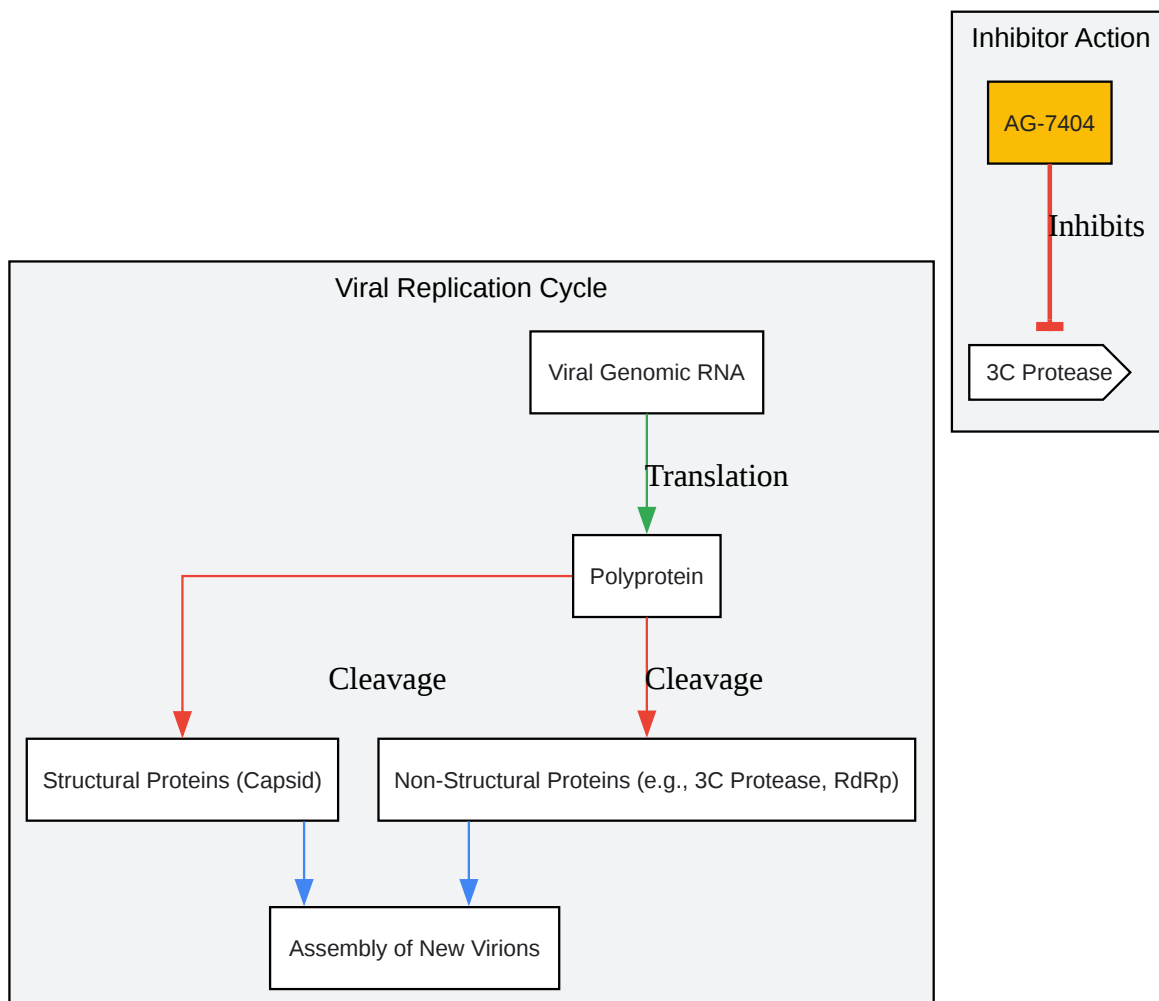 Inhibitor Action
AG-7404
Inhibits
3C Protease
Viral Replication Cycle
Viral Genomic RNA
Translation
Polyprotein
Cleavage
Cleavage
Structural Proteins (Capsid)
Non-Structural Proteins (e.g., 3C Protease, RdRp)
Assembly of New Virions